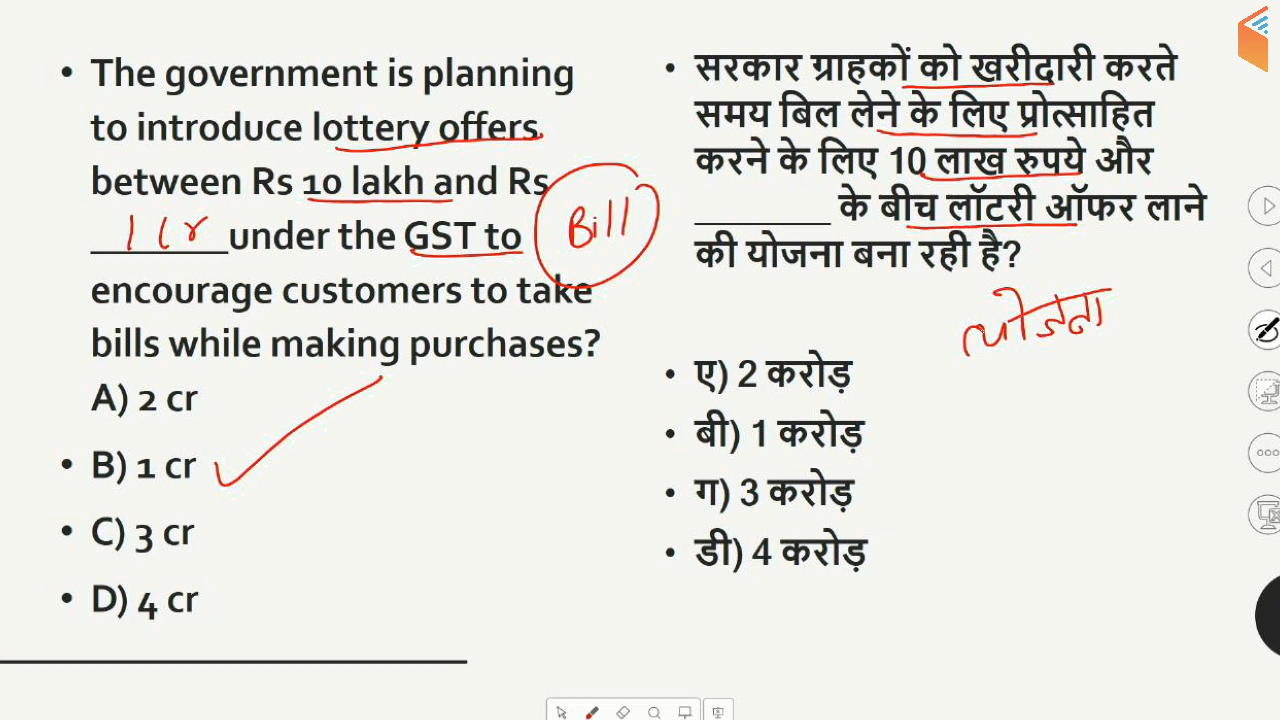 • The government is planning
to introduce lottery offers
between Rs 10 lakh and Rs
1 Cr under the GST to
Bill
encourage customers to take
bills while making purchases?
A) 2 cr
• B) 1 cr
• C) 3 cr
• D) 4 cr
• सरकार ग्राहकों को खरीदारी करते
समय बिल लेने के लिए प्रोत्साहित
करने के लिए 10 लाख रुपये और
________ के बीच लॉटरी ऑफर लाने
की योजना बना रही है?
• ए) 2 करोड़
• बी) 1 करोड़
• ग) 3 करोड़
• डी) 4 करोड़